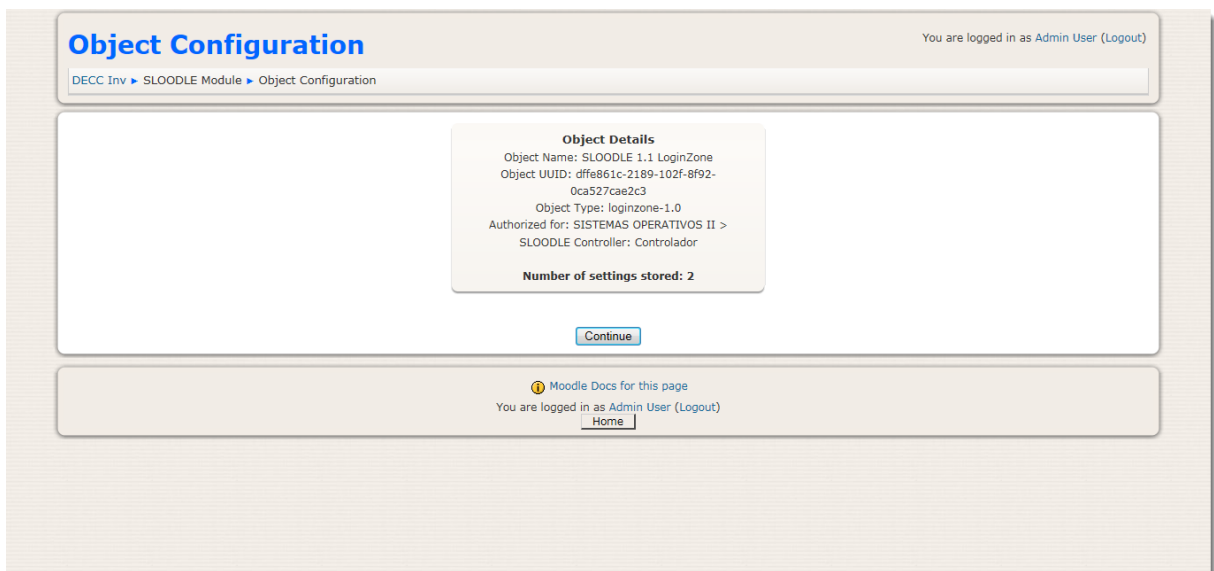 Object Configuration
You are logged in as Admin User (Logout)
DECC Inv ► SLOODLE Module ► Object Configuration
Object Details
Object Name: SLOODLE 1.1 LoginZone
Object UUID: dffe861c-2189-102f-8f92-
0ca527cae2c3
Object Type: loginzone-1.0
Authorized for: SISTEMAS OPERATIVOS II >
SLOODLE Controller: Controlador
Number of settings stored: 2
Continue
Moodle Docs for this page
You are logged in as Admin User (Logout)
Home